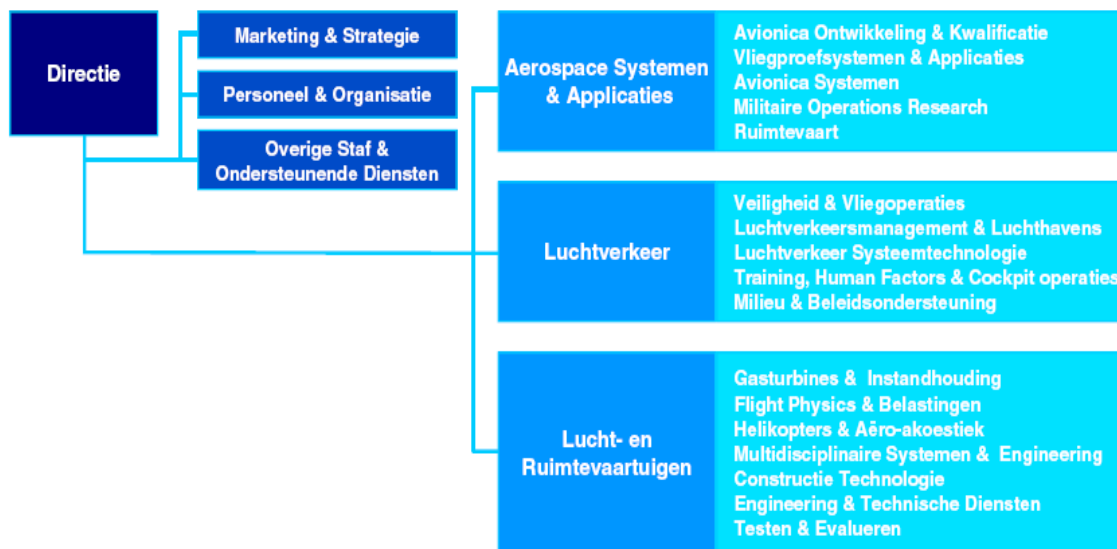 Directie
Marketing & Strategie
Personeel & Organisatie
Overige Staf &
Ondersteunende Diensten
Aerospace Systemen
& Applicaties
Avionica Ontwikkeling & Kwalificatie
Vliegproefsystemen & Applicaties
Avionica Systemen
Militaire Operations Research
Ruimtevaart
Luchtverkeer
Veiligheid & Vliegoperaties
Luchtverkeersmanagement & Luchthavens
Luchtverkeer Systeemtechnologie
Training, Human Factors & Cockpit operaties
Milieu & Beleidsondersteuning
Lucht- en
Ruimtevaartuigen
Gasturbines & Instandhouding
Flight Physics & Belastingen
Helikopters & Aëro-akoestiek
Multidisciplinaire Systemen & Engineering
Constructie Technologie
Engineering & Technische Diensten
Testen & Evalueren